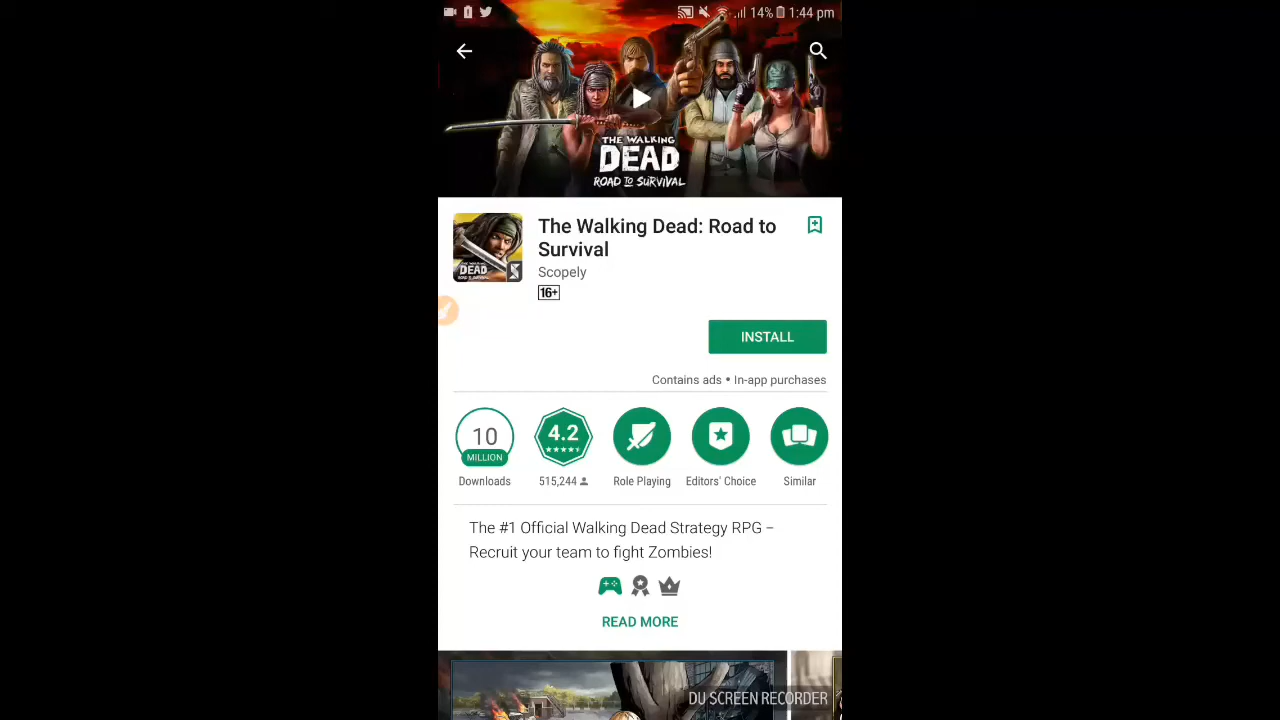 14% 1:44 pm
THE WALKING
DEAD
ROAD TO SURVIVAL
The Walking Dead: Road to
Survival
Scopely
16+
INSTALL
Contains ads • In-app purchases
10
MILLION
Downloads
4.2
515,244
Role Playing
Editors' Choice
Similar
The #1 Official Walking Dead Strategy RPG –
Recruit your team to fight Zombies!
READ MORE
DU SCREEN RECORDER